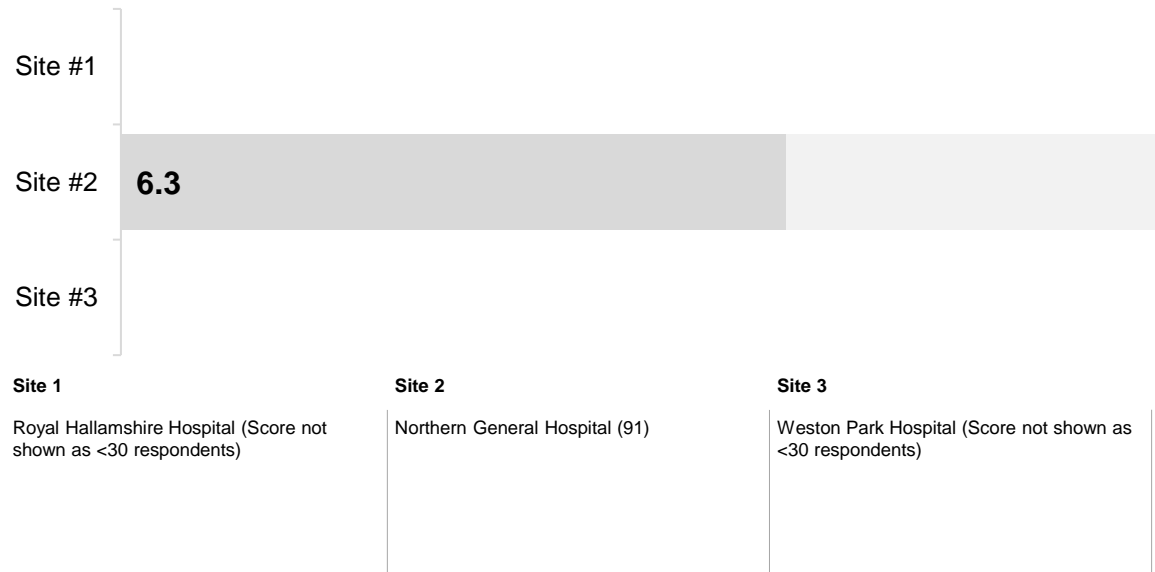 Site #1
Site #2
6.3
Site #3
Site 1
Site 2
Site 3
Royal Hallamshire Hospital (Score not
shown as <30 respondents)
Northern General Hospital (91)
Weston Park Hospital (Score not shown as
<30 respondents)